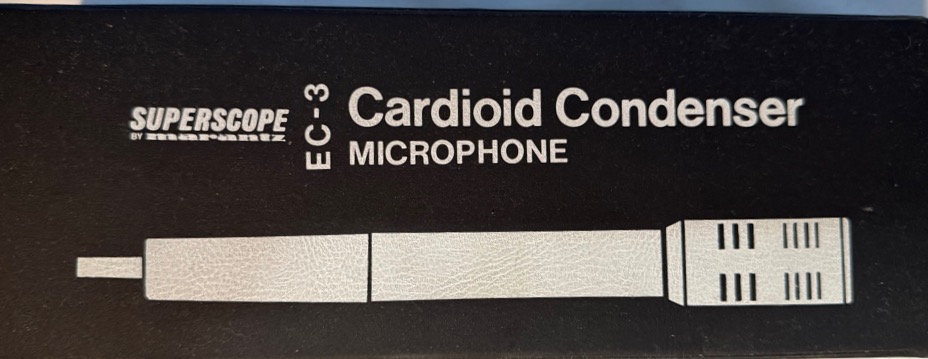 SUPERSCOPE
BY marantz
EC-3
Cardioid Condenser
MICROPHONE